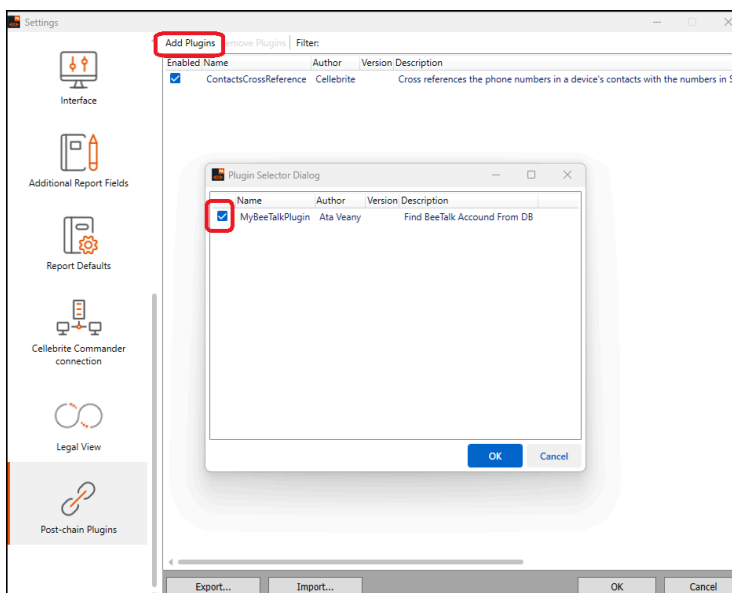 Settings
Add Plugins Remove Plugins Filter:
Enabled Name Author Version Description
ContactsCrossReference Cellebrite Cross references the phone numbers in a device's contacts with the numbers in S
Interface
Additional Report Fields
Report Defaults
Cellebrite Commander
connection
Legal View
Post-chain Plugins
Plugin Selector Dialog
Name Author Version Description
MyBeeTalkPlugin Ata Veany Find BeeTalk Accound From DB
OK Cancel
Export... Import... OK Cancel